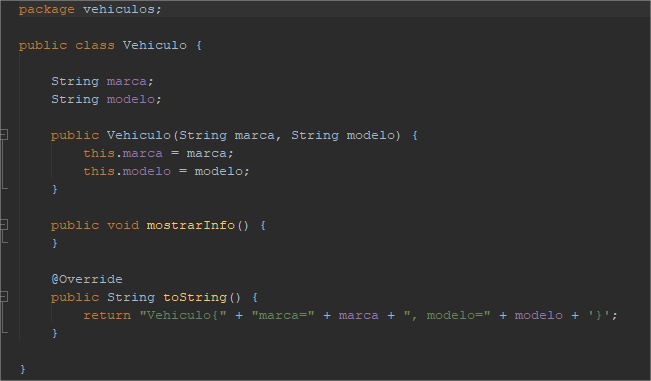 package vehiculos;
public class Vehiculo {
String marca;
String modelo;
public Vehiculo(String marca, String modelo) {
this.marca = marca;
this.modelo = modelo;
}
public void mostrarInfo() {
}
@Override
public String toString() {
return "Vehiculo{" + "marca=" + marca + ", modelo=" + modelo + '}';
}
}